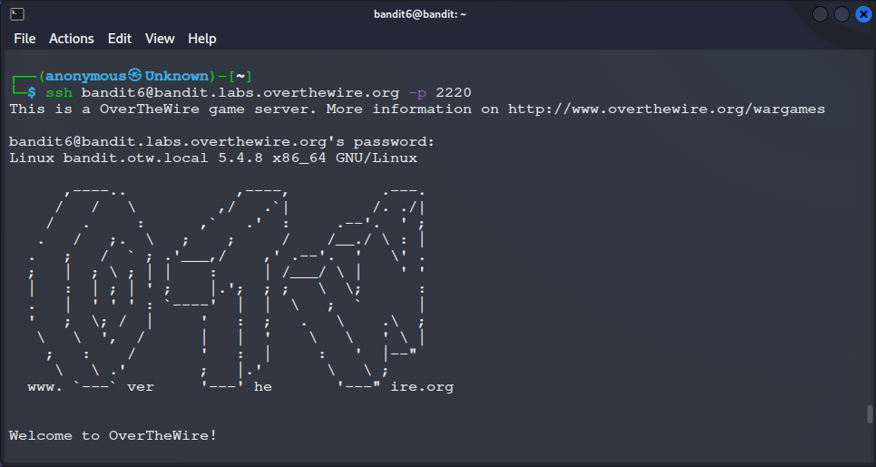 bandit6@bandit: ~
File Actions Edit View Help
┌──(anonymous㉿Unknown)-[~]
└─$ ssh bandit6@bandit.labs.overthewire.org -p 2220
This is a OverTheWire game server. More information on http://www.overthewire.org/wargames
bandit6@bandit.labs.overthewire.org's password:
Linux bandit.otw.local 5.4.8 x86_64 GNU/Linux
www. `---` ver '---' he '---" ire.org
Welcome to OverTheWire!